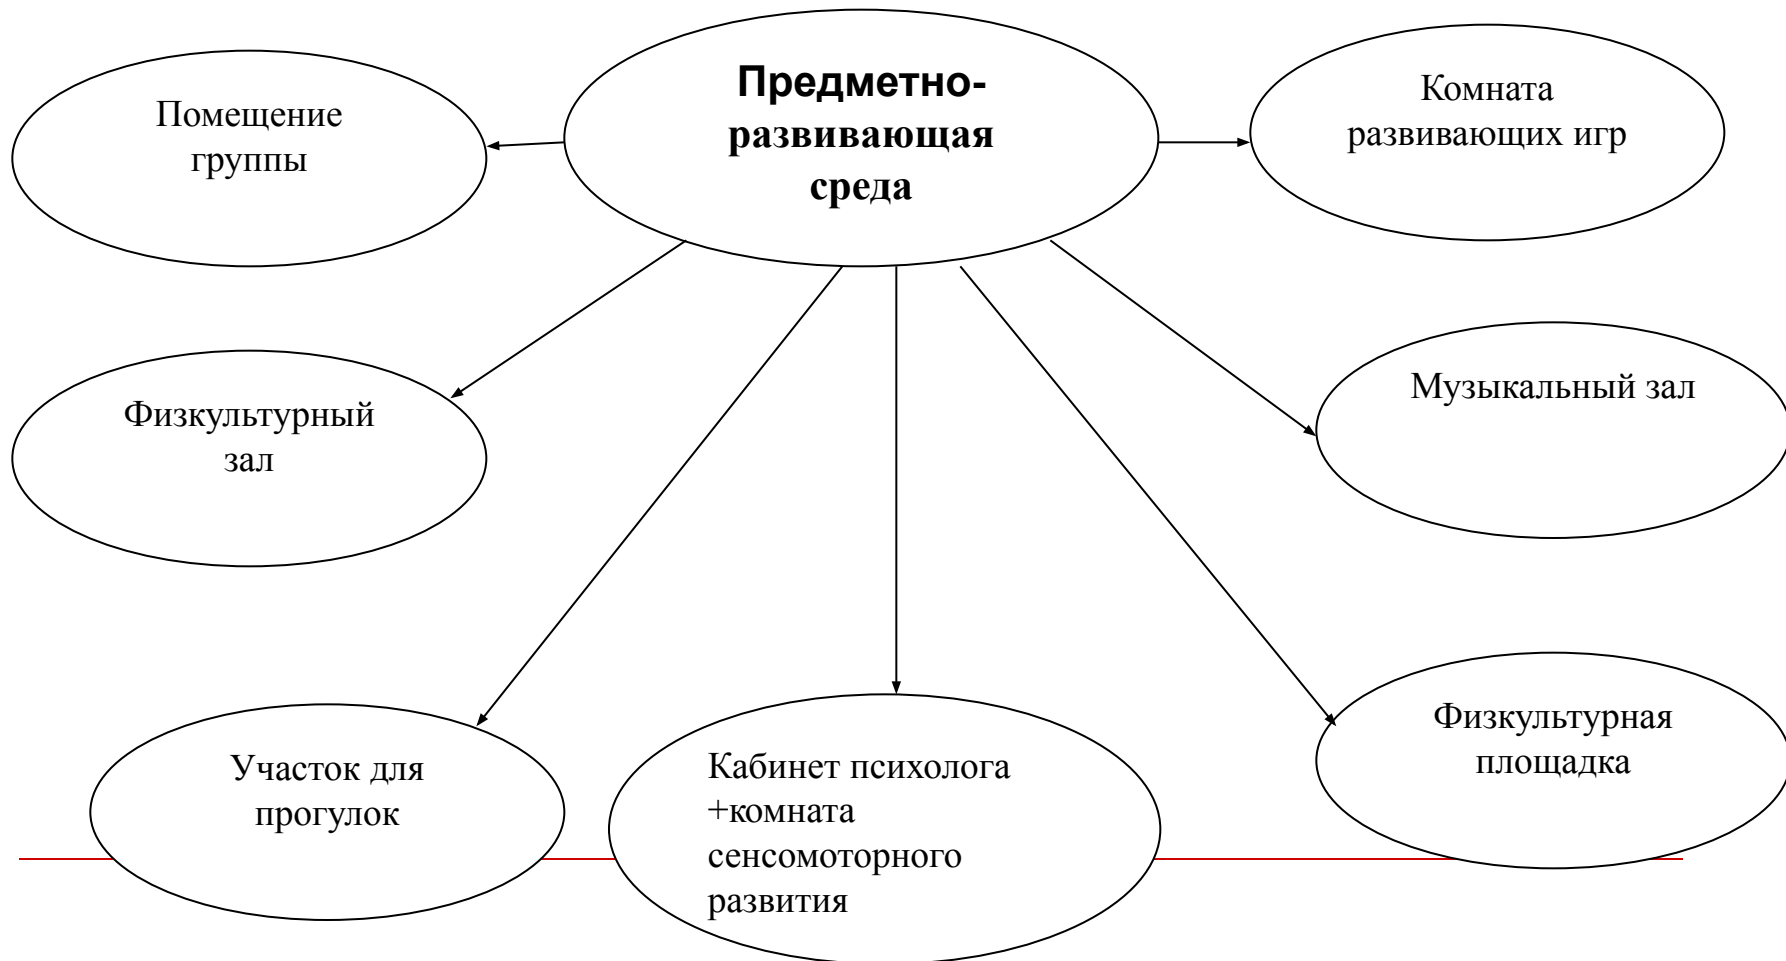 Предметно-
развивающая
среда
Помещение
группы
Комната
развивающих игр
Физкультурный
зал
Музыкальный зал
Участок для
прогулок
Кабинет психолога
+комната
сенсомоторного
развития
Физкультурная
площадка